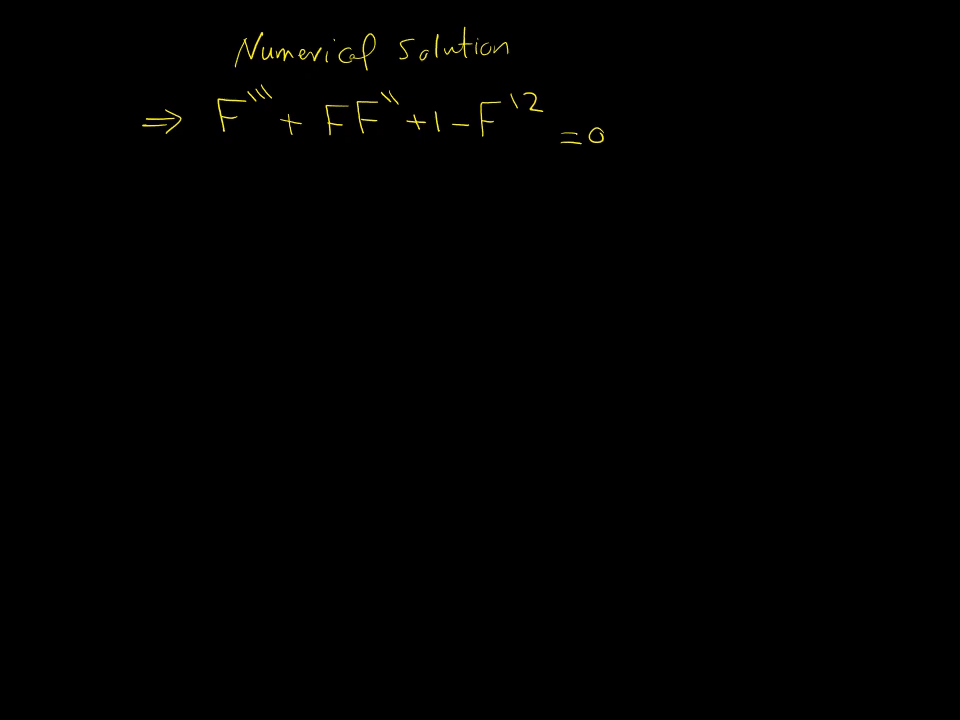 Numerical Solution
⇒ F''' + FF'' + 1 - F'² = 0